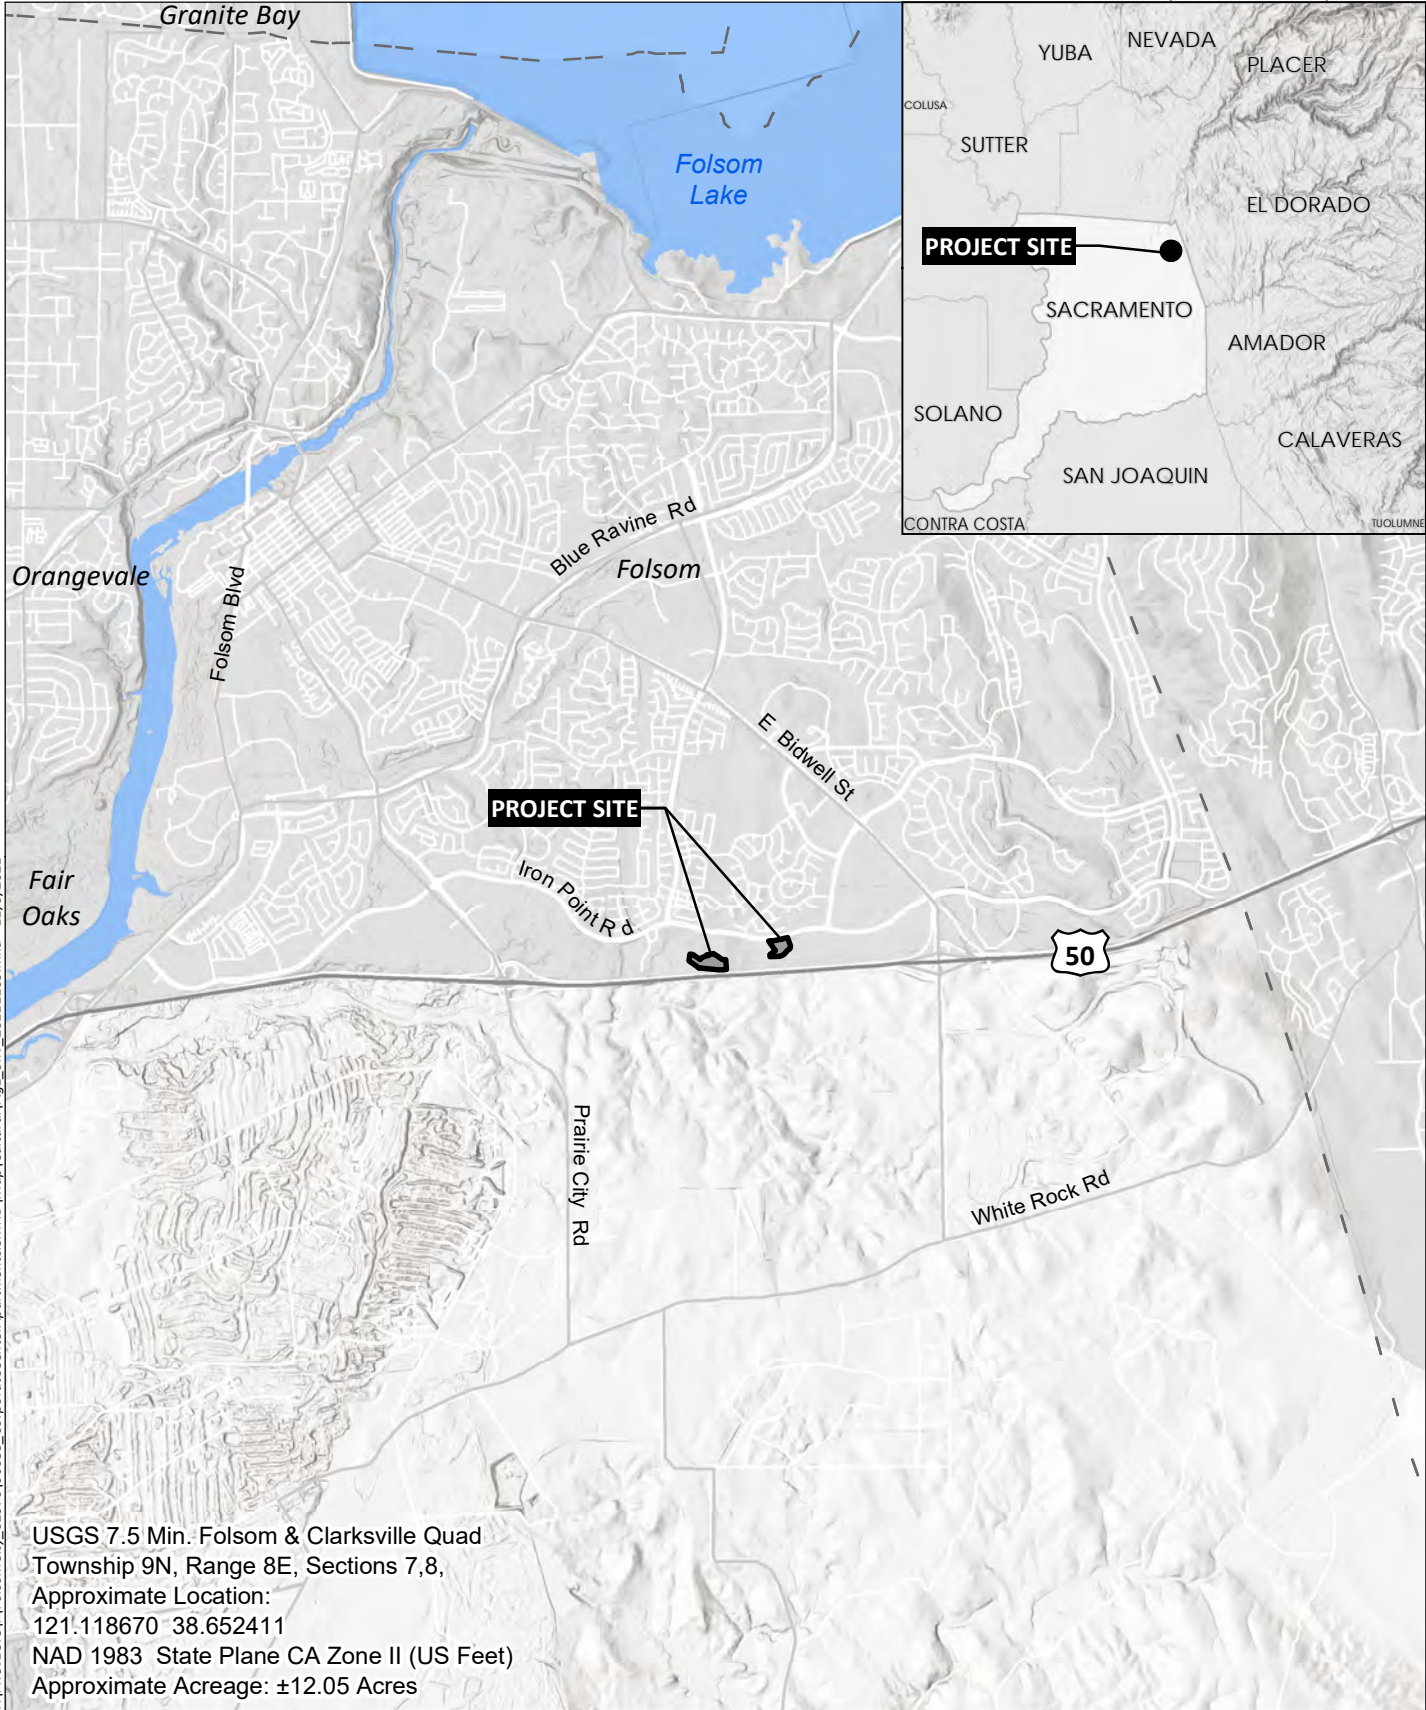 Granite Bay
Folsom
Lake
COLUSA
YUBA
NEVADA
PLACER
SUTTER
EL DORADO
PROJECT SITE
SACRAMENTO
AMADOR
SOLANO
CALAVERAS
SAN JOAQUIN
CONTRA COSTA
TUOLUMNE
Orangevale
Folsom Blvd
Blue Ravine Rd
Folsom
E Bidwell St
PROJECT SITE
Iron Point R d
Fair
Oaks
50
Prairie City Rd
White Rock Rd
USGS 7.5 Min. Folsom & Clarksville Quad
Township 9N, Range 8E, Sections 7,8,
Approximate Location:
121.118670 38.652411
NAD 1983 State Plane CA Zone II (US Feet)
Approximate Acreage: ±12.05 Acres